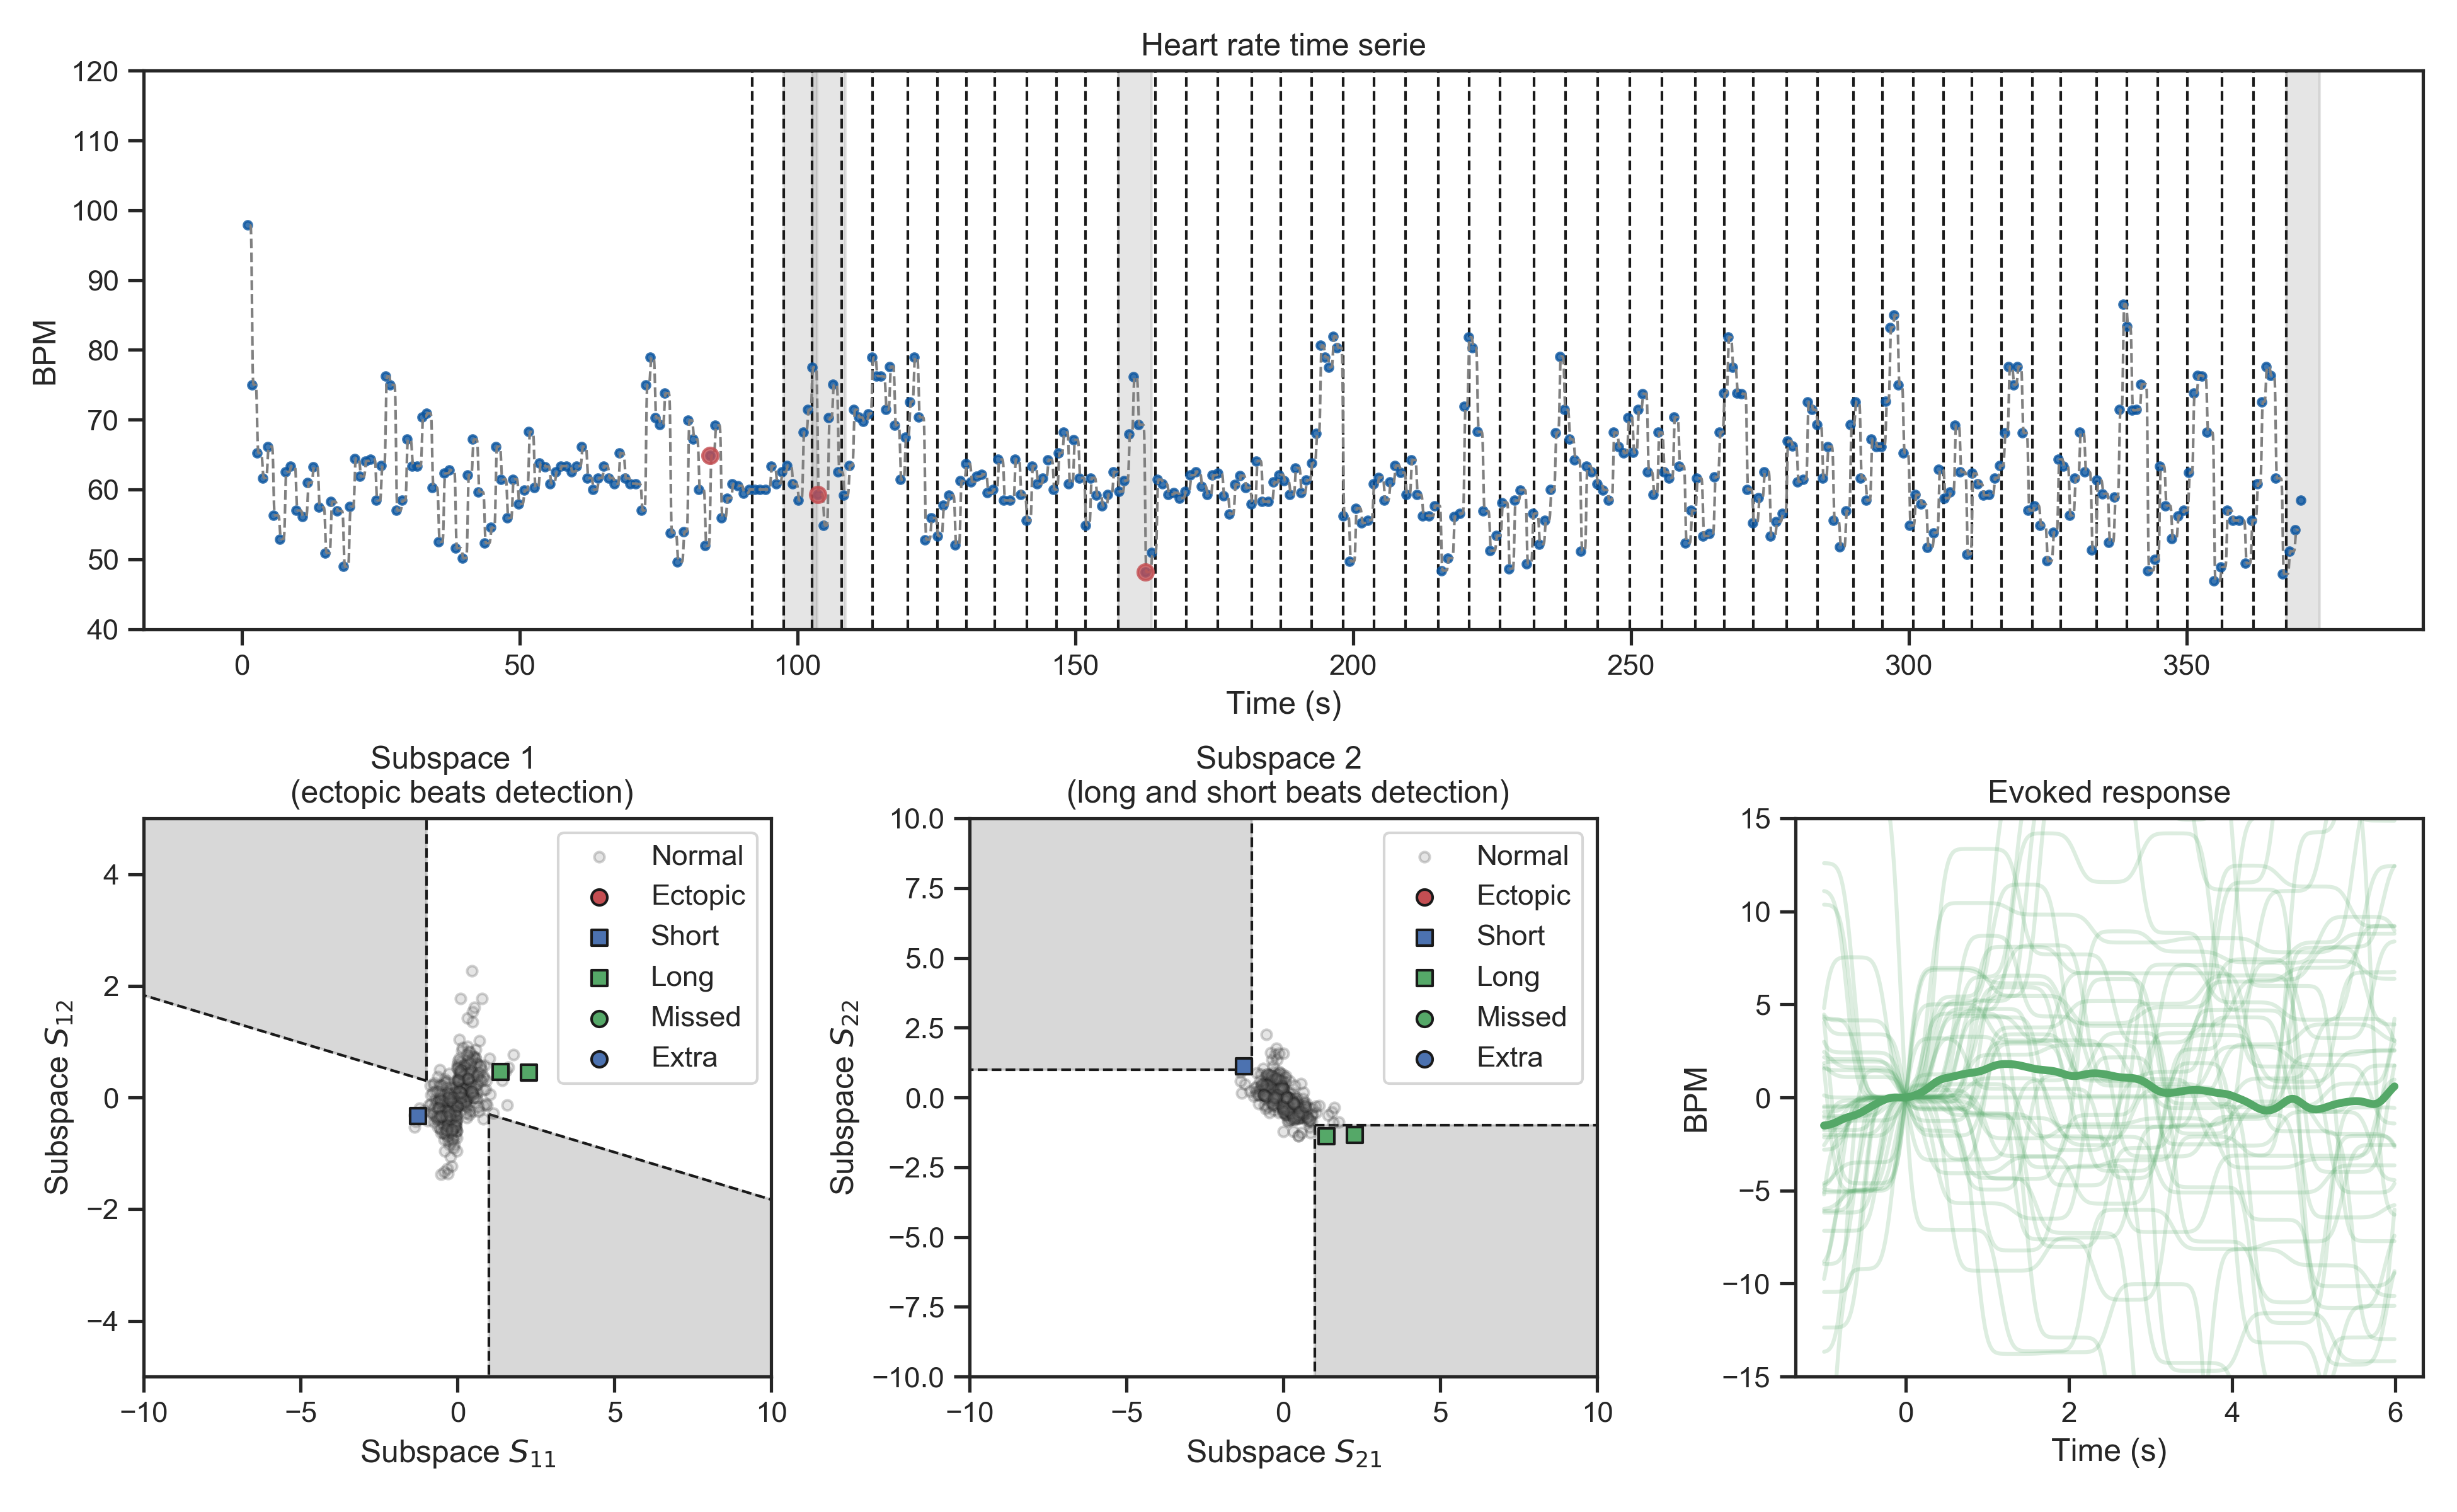 Heart rate time serie
120
110
100
90
80
70
60
50
40
BPM
0 50 100 150 200 250 300 350
Time (s)
Subspace 1
(ectopic beats detection)
4
2
0
−2
−4
Subspace S12
Normal
Ectopic
Short
Long
Missed
Extra
−10 −5 0 5 10
Subspace S11
Subspace 2
(long and short beats detection)
10.0
7.5
5.0
2.5
0.0
−2.5
−5.0
−7.5
−10.0
Subspace S22
Normal
Ectopic
Short
Long
Missed
Extra
−10 −5 0 5 10
Subspace S21
Evoked response
15
10
5
0
−5
−10
−15
BPM
0 2 4 6
Time (s)